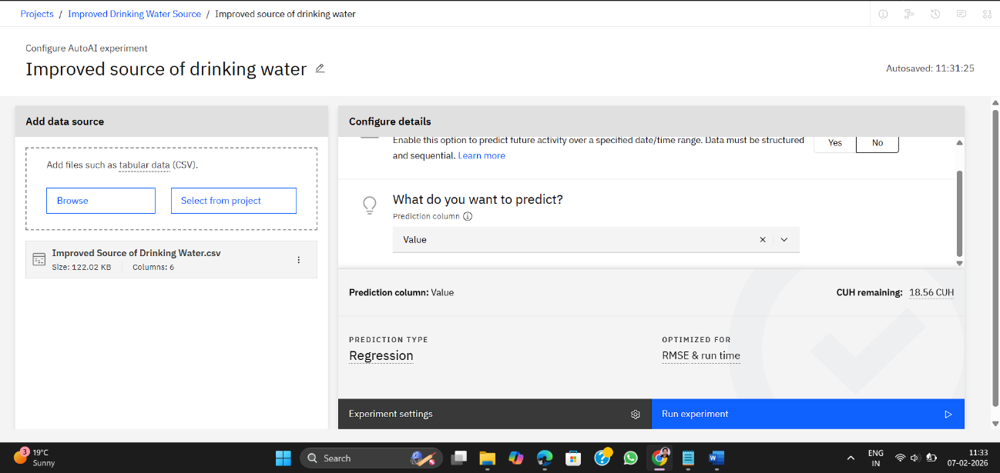 Projects / Improved Drinking Water Source / Improved source of drinking water
Configure AutoAI experiment
Improved source of drinking water
Autosaved: 11:31:25
Add data source
Add files such as tabular data (CSV).
Browse
Select from project
Improved Source of Drinking Water.csv
Size: 122.02 KB
Columns: 6
Configure details
Enable this option to predict future activity over a specified date/time range. Data must be structured
and sequential. Learn more
Yes
No
What do you want to predict?
Prediction column
Value
Prediction column: Value
CUH remaining: 18.56 CUH
PREDICTION TYPE
Regression
OPTIMIZED FOR
RMSE & run time
Experiment settings
Run experiment
3
19°C
Sunny
Search
ENG
IN
11:33
07-02-2026